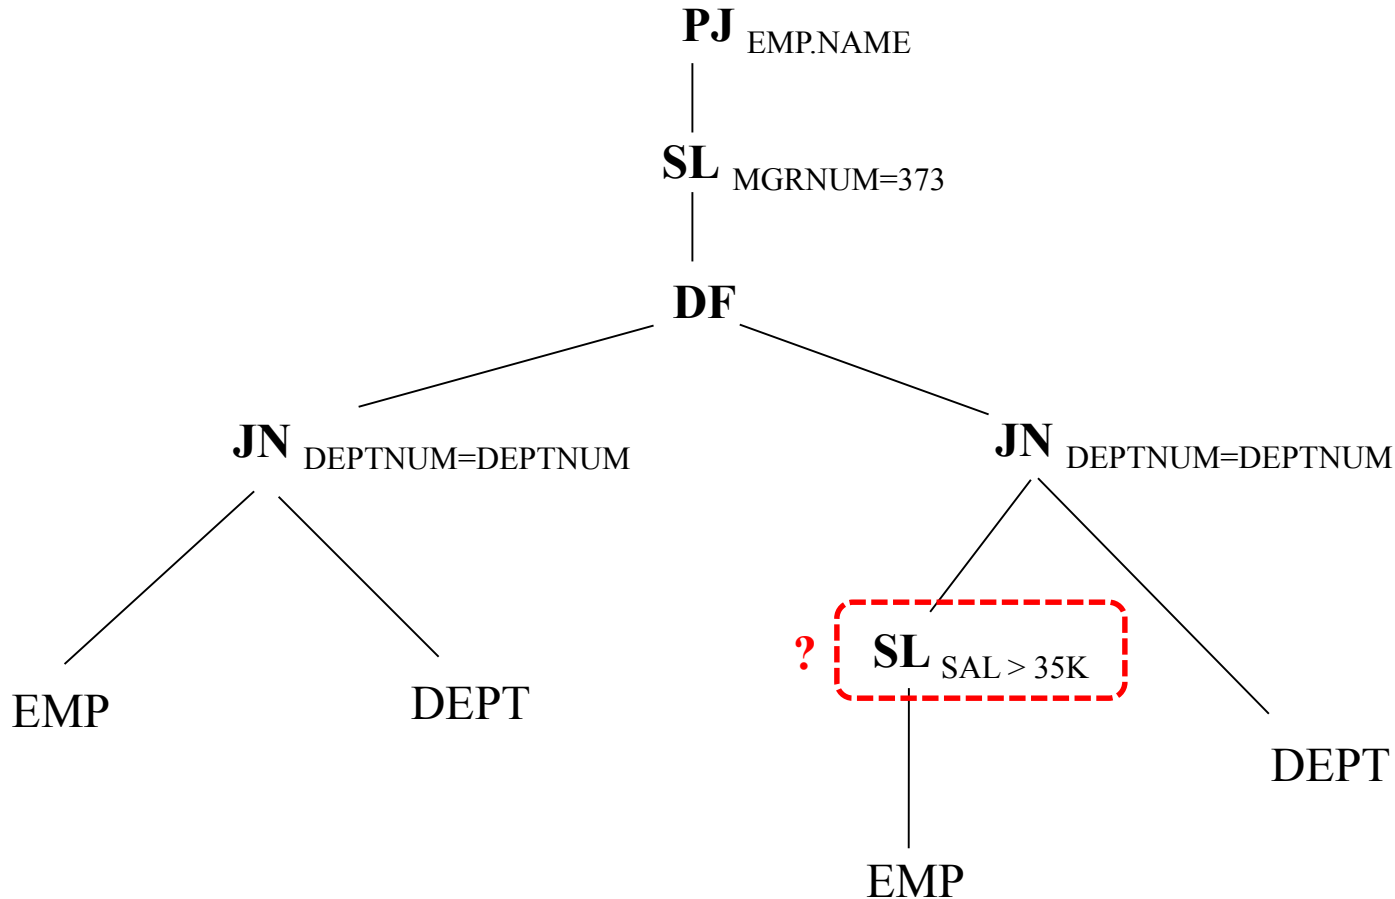 PJ EMP.NAME
SL MGRNUM=373
DF
JN DEPTNUM=DEPTNUM
JN DEPTNUM=DEPTNUM
? SL SAL > 35K
EMP
DEPT
DEPT
EMP